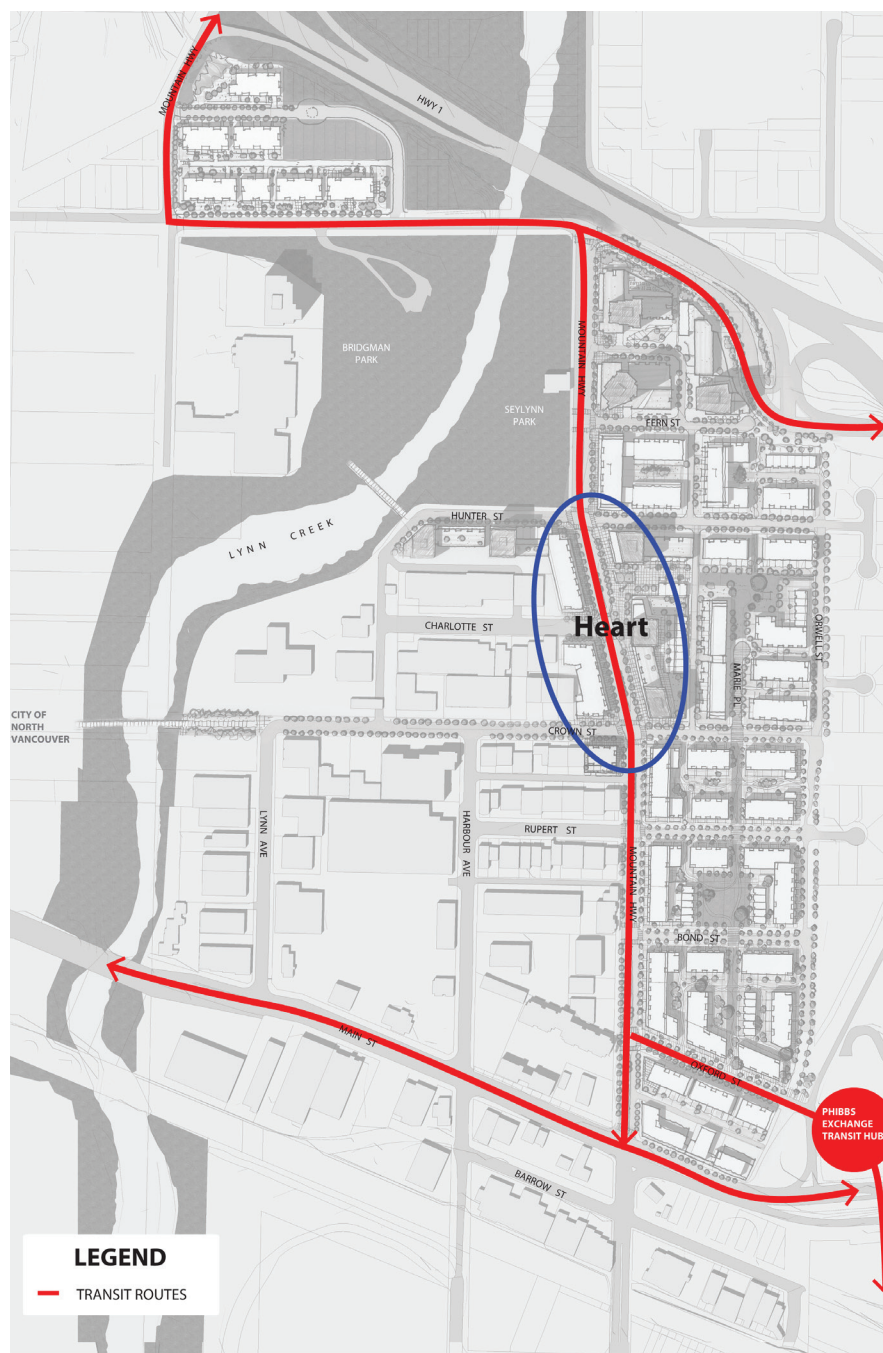 MOUNTAIN HWY
HWY 1
BRIDGMAN
PARK
MOUNTAIN HWY
SEYLYNN
PARK
FERN ST
HUNTER ST
LYNN CREEK
CHARLOTTE ST
Heart
ORWELL ST
MARIE PL
CITY OF
NORTH
VANCOUVER
CROWN ST
LYNN AVE
HARBOUR AVE
RUPERT ST
MOUNTAIN HWY
BOND ST
MAIN ST
OXFORD ST
PHIBBS
EXCHANGE
TRANSIT HUB
BARROW ST
LEGEND
TRANSIT ROUTES